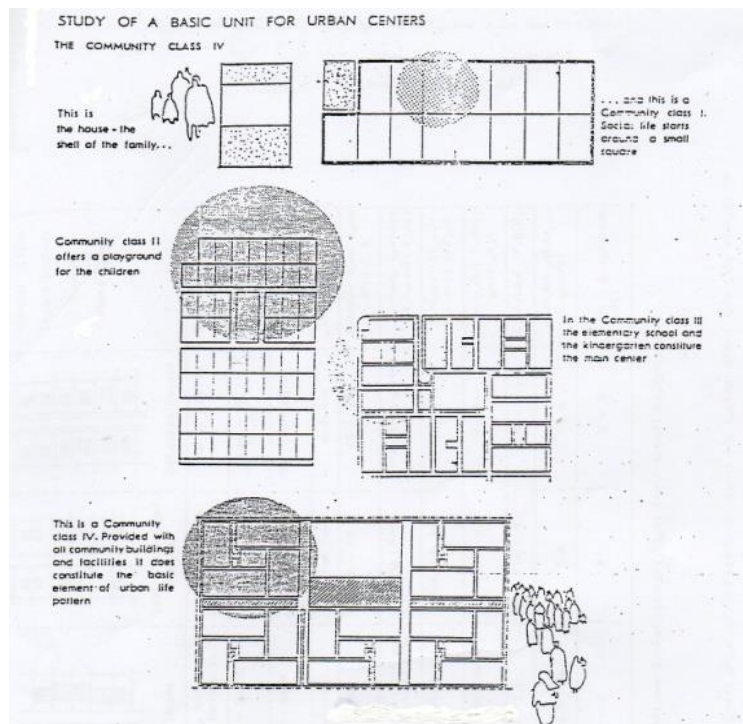 STUDY OF A BASIC UNIT FOR URBAN CENTERS
THE COMMUNITY CLASS IV
This is
the house - the
shell of the family...
... and this is a
Community class I.
Social life starts
around a small
square
Community class II
offers a playground
for the children
In the Community class III
the elementary school and
the kindergarten constitute
the main center
This is a Community
class IV. Provided with
all community buildings
and facilities it does
constitute the basic
element of urban life
pattern